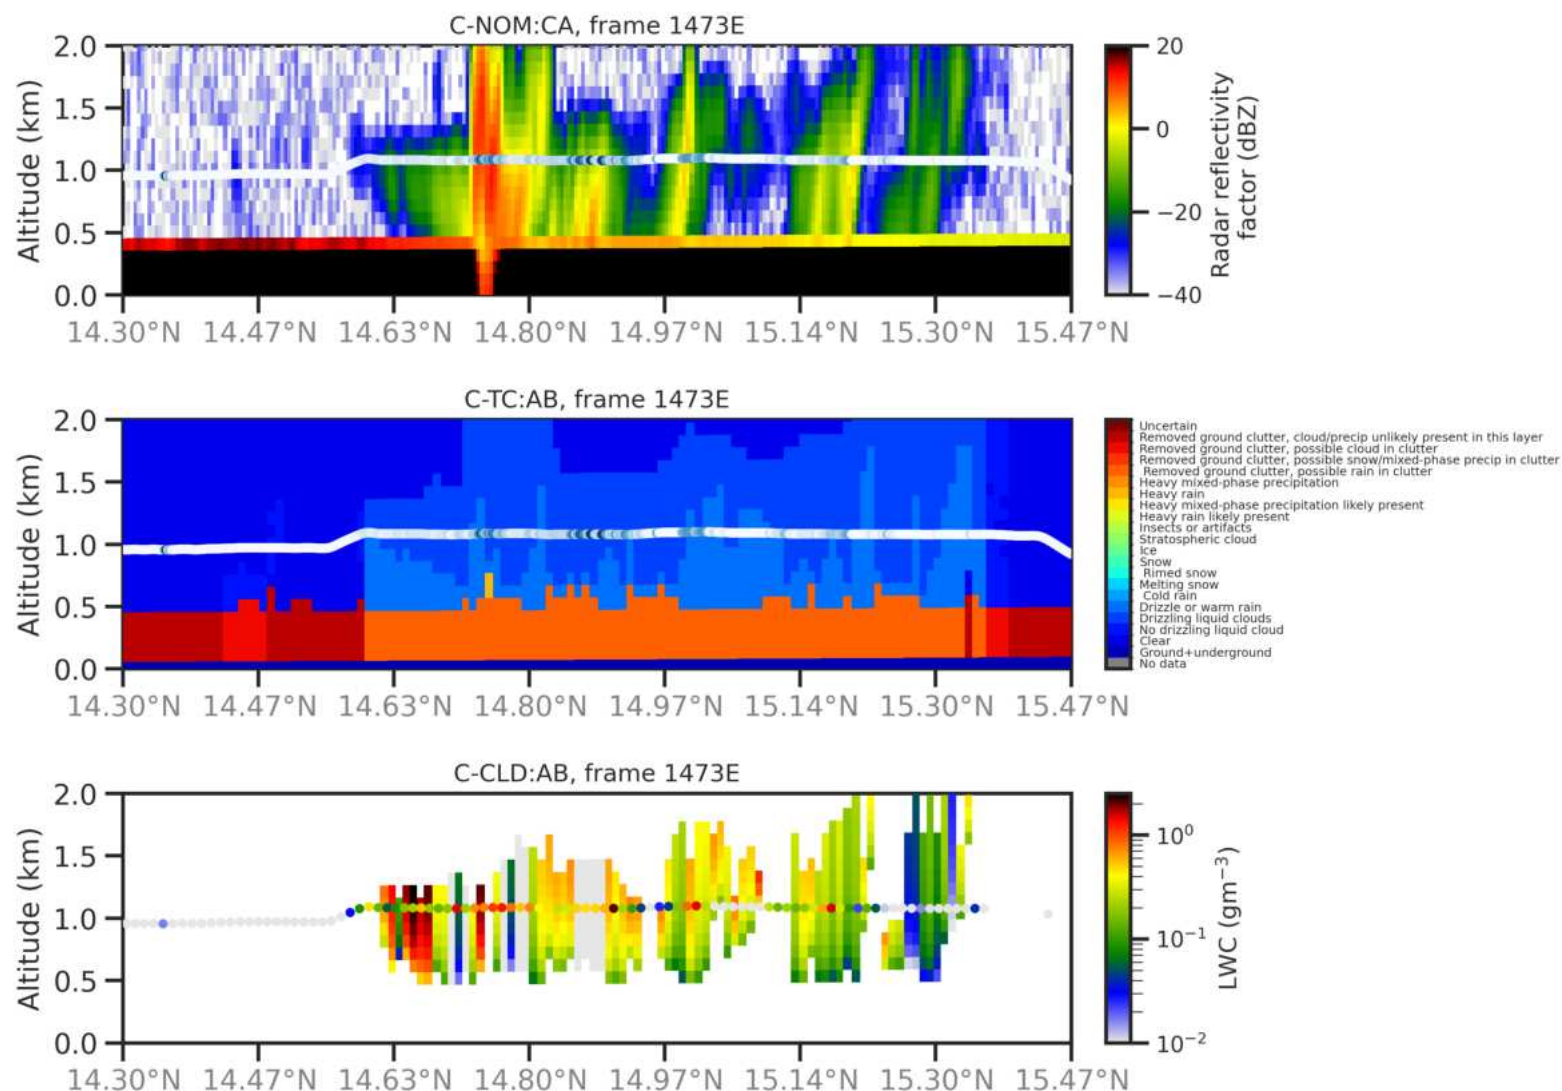 C-NOM:CA, frame 1473E
2.0
1.5
1.0
0.5
0.0
Altitude (km)
14.30°N 14.47°N 14.63°N 14.80°N 14.97°N 15.14°N 15.30°N 15.47°N
20
0
−20
−40
Radar reflectivity
factor (dBZ)
C-TC:AB, frame 1473E
2.0
1.5
1.0
0.5
0.0
Altitude (km)
14.30°N 14.47°N 14.63°N 14.80°N 14.97°N 15.14°N 15.30°N 15.47°N
Uncertain
Removed ground clutter, cloud/precip unlikely present in this layer
Removed ground clutter, possible cloud in clutter
Removed ground clutter, possible snow/mixed-phase precip in clutter
Removed ground clutter, possible rain in clutter
Heavy mixed-phase precipitation
Heavy rain
Heavy mixed-phase precipitation likely present
Heavy rain likely present
Insects or artifacts
Stratospheric cloud
Ice
Snow
Rimed snow
Melting snow
Cold rain
Drizzle or warm rain
Drizzling liquid clouds
No drizzling liquid cloud
Clear
Ground+underground
No data
C-CLD:AB, frame 1473E
2.0
1.5
1.0
0.5
0.0
Altitude (km)
14.30°N 14.47°N 14.63°N 14.80°N 14.97°N 15.14°N 15.30°N 15.47°N
10⁰
10⁻¹
10⁻²
LWC (gm⁻³)